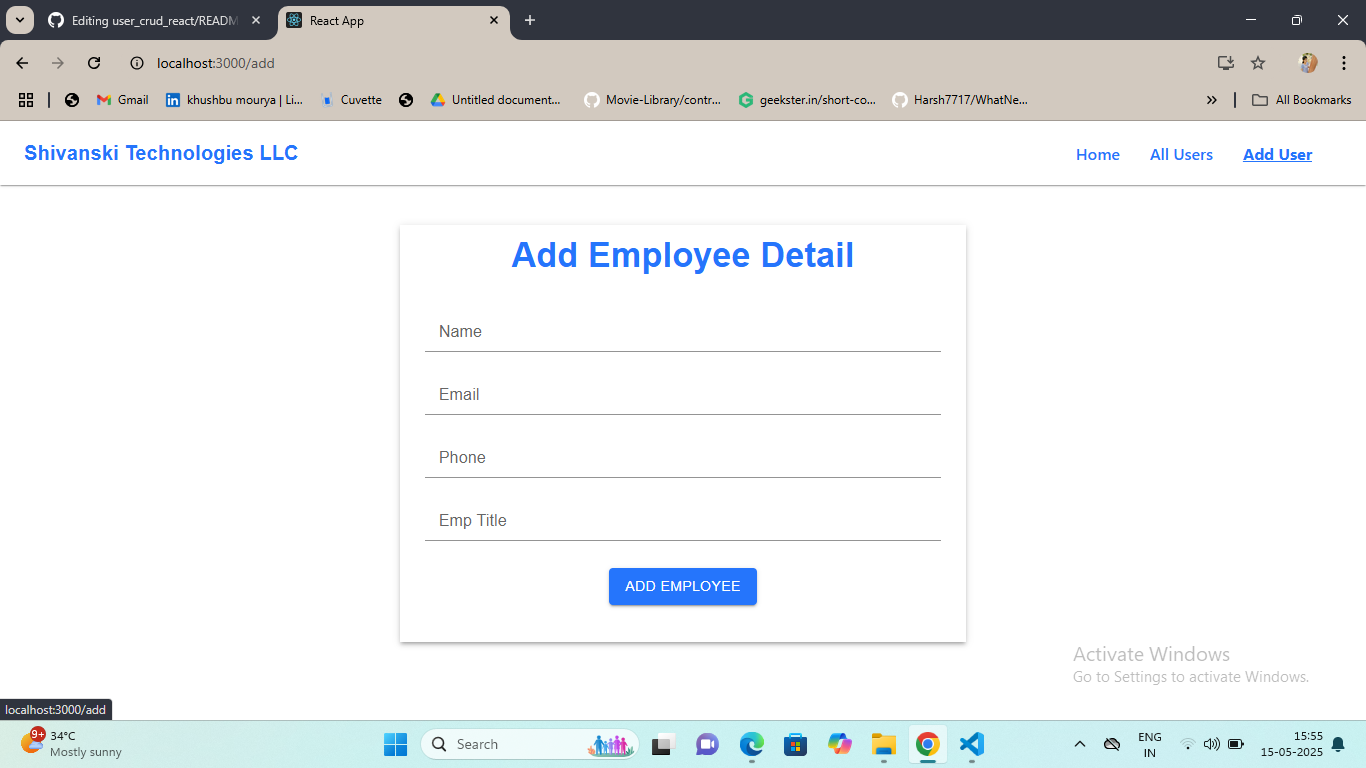 Editing user_crud_react/READM
React App
localhost:3000/add
Gmail
khushbu mourya | Li...
Cuvette
Untitled document...
Movie-Library/contr...
geekster.in/short-co...
Harsh7717/WhatNe...
All Bookmarks
Shivanski Technologies LLC
Home
All Users
Add User
Add Employee Detail
Name
Email
Phone
Emp Title
ADD EMPLOYEE
Activate Windows
Go to Settings to activate Windows.
localhost:3000/add
9+
34°C
Mostly sunny
Search
ENG
IN
15:55
15-05-2025